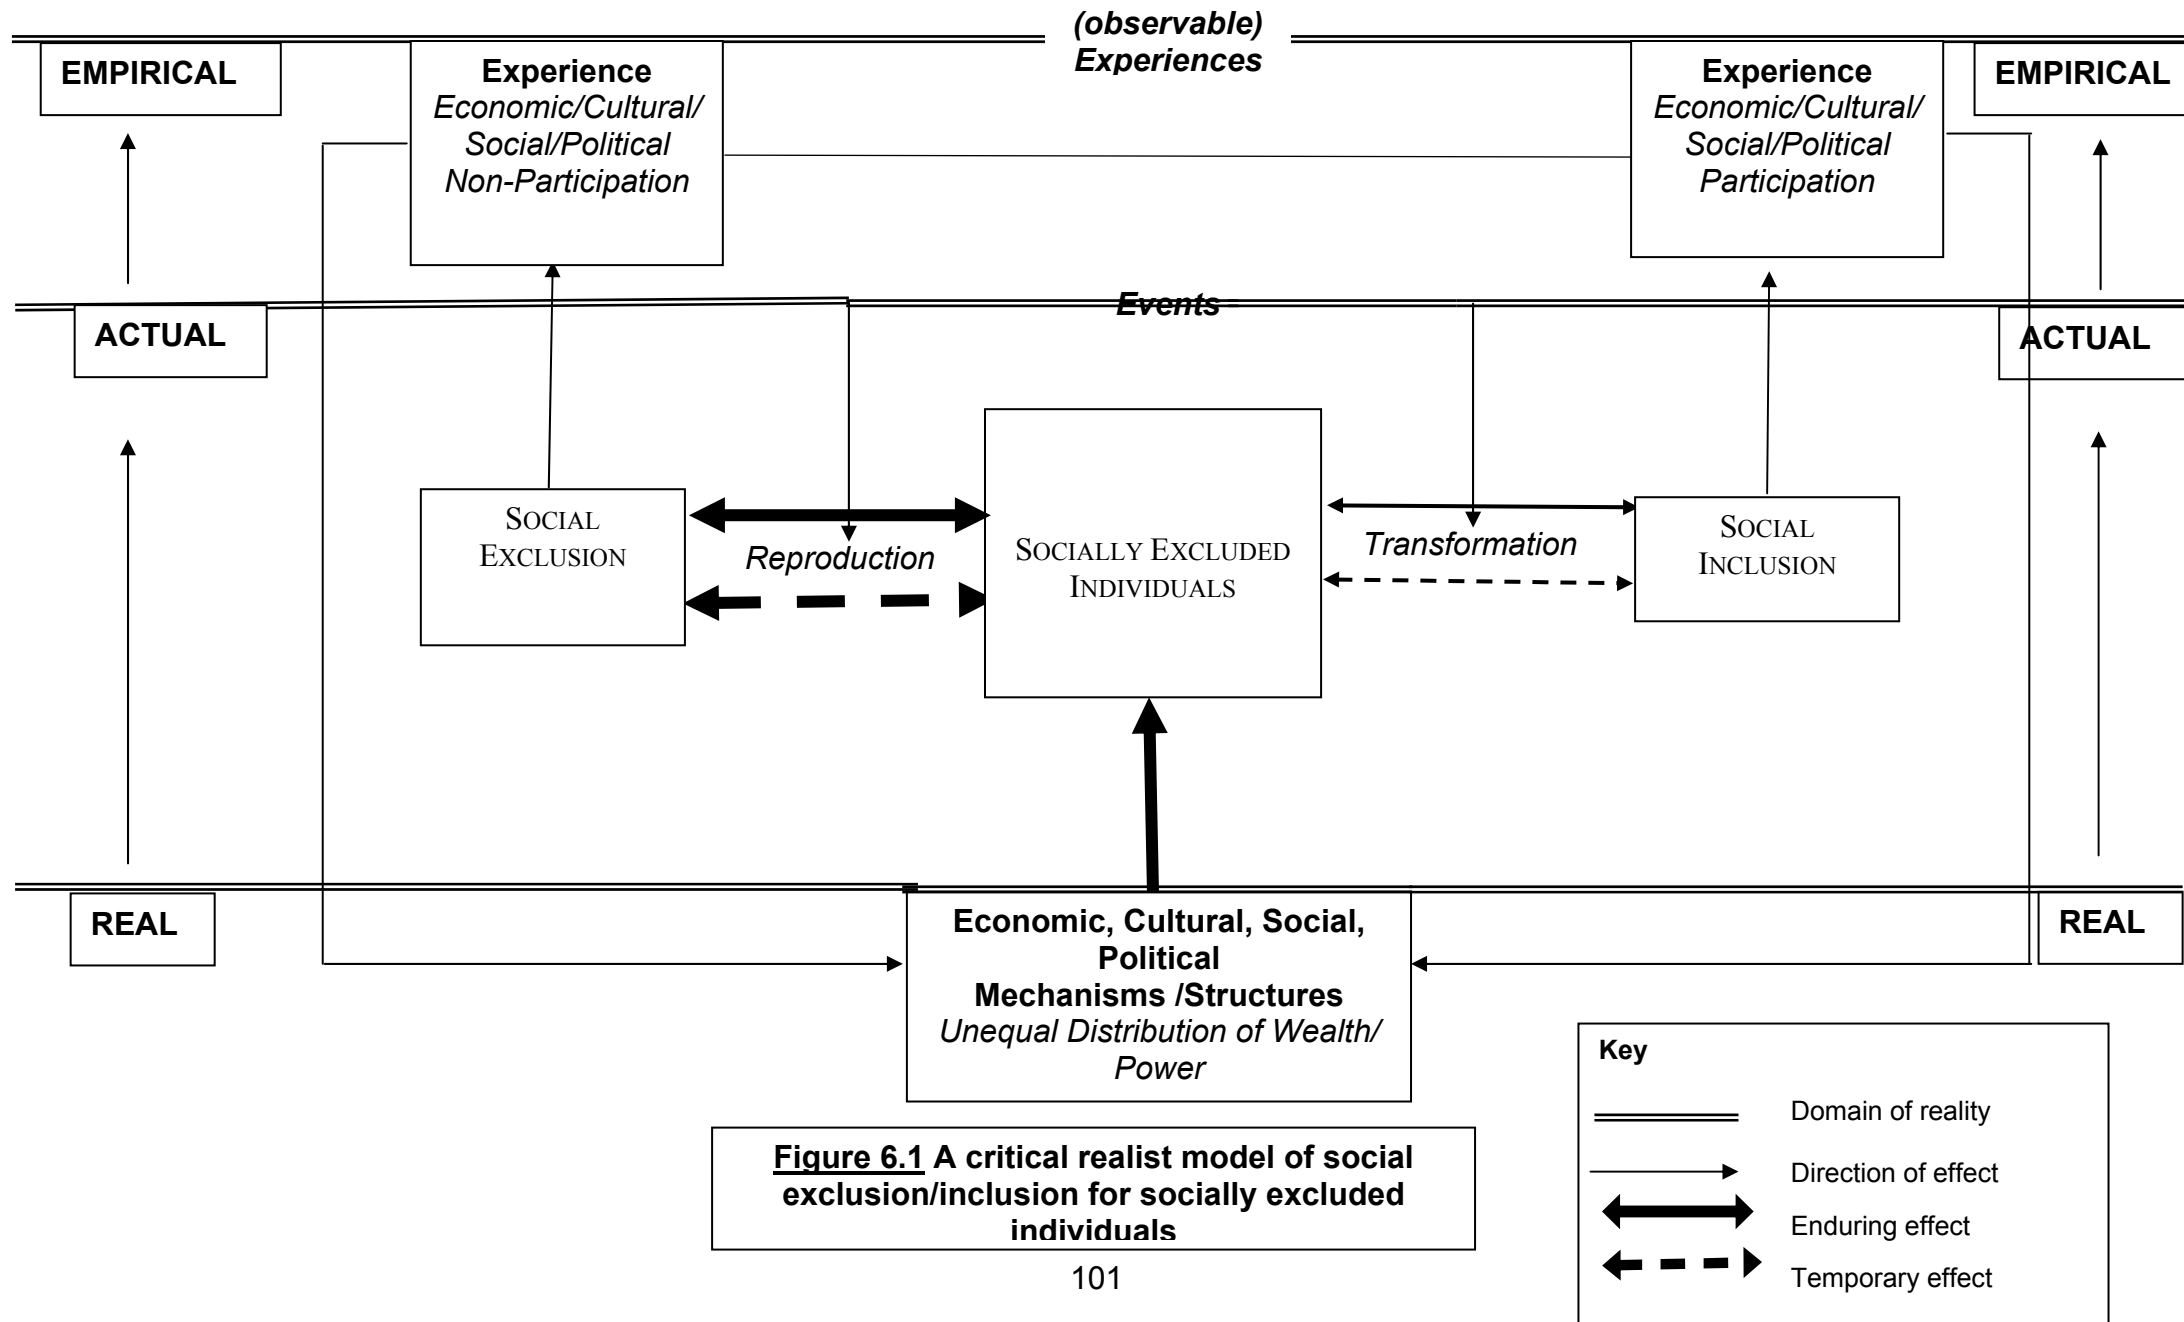 (observable)
Experiences
EMPIRICAL
Experience
Economic/Cultural/
Social/Political
Non-Participation
Experience
Economic/Cultural/
Social/Political
Participation
EMPIRICAL
Events
ACTUAL
ACTUAL
SOCIAL
EXCLUSION
Reproduction
SOCIALLY EXCLUDED
INDIVIDUALS
Transformation
SOCIAL
INCLUSION
REAL
Economic, Cultural, Social,
Political
Mechanisms /Structures
Unequal Distribution of Wealth/
Power
REAL
Key
Domain of reality
Direction of effect
Enduring effect
Temporary effect
Figure 6.1 A critical realist model of social
exclusion/inclusion for socially excluded
individuals
101